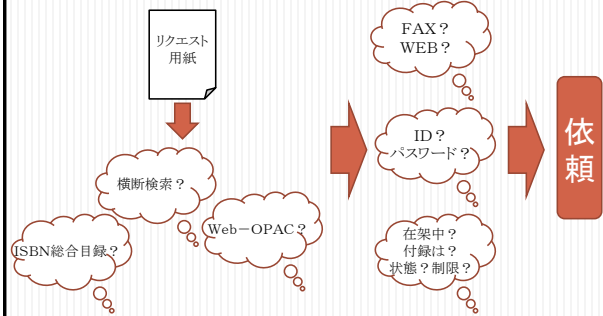 リクエスト
用紙
横断検索？
Web－OPAC？
ISBN総合目録？
FAX？
WEB？
ID？
パスワード？
在架中？
付録は？
状態？制限？
依
頼